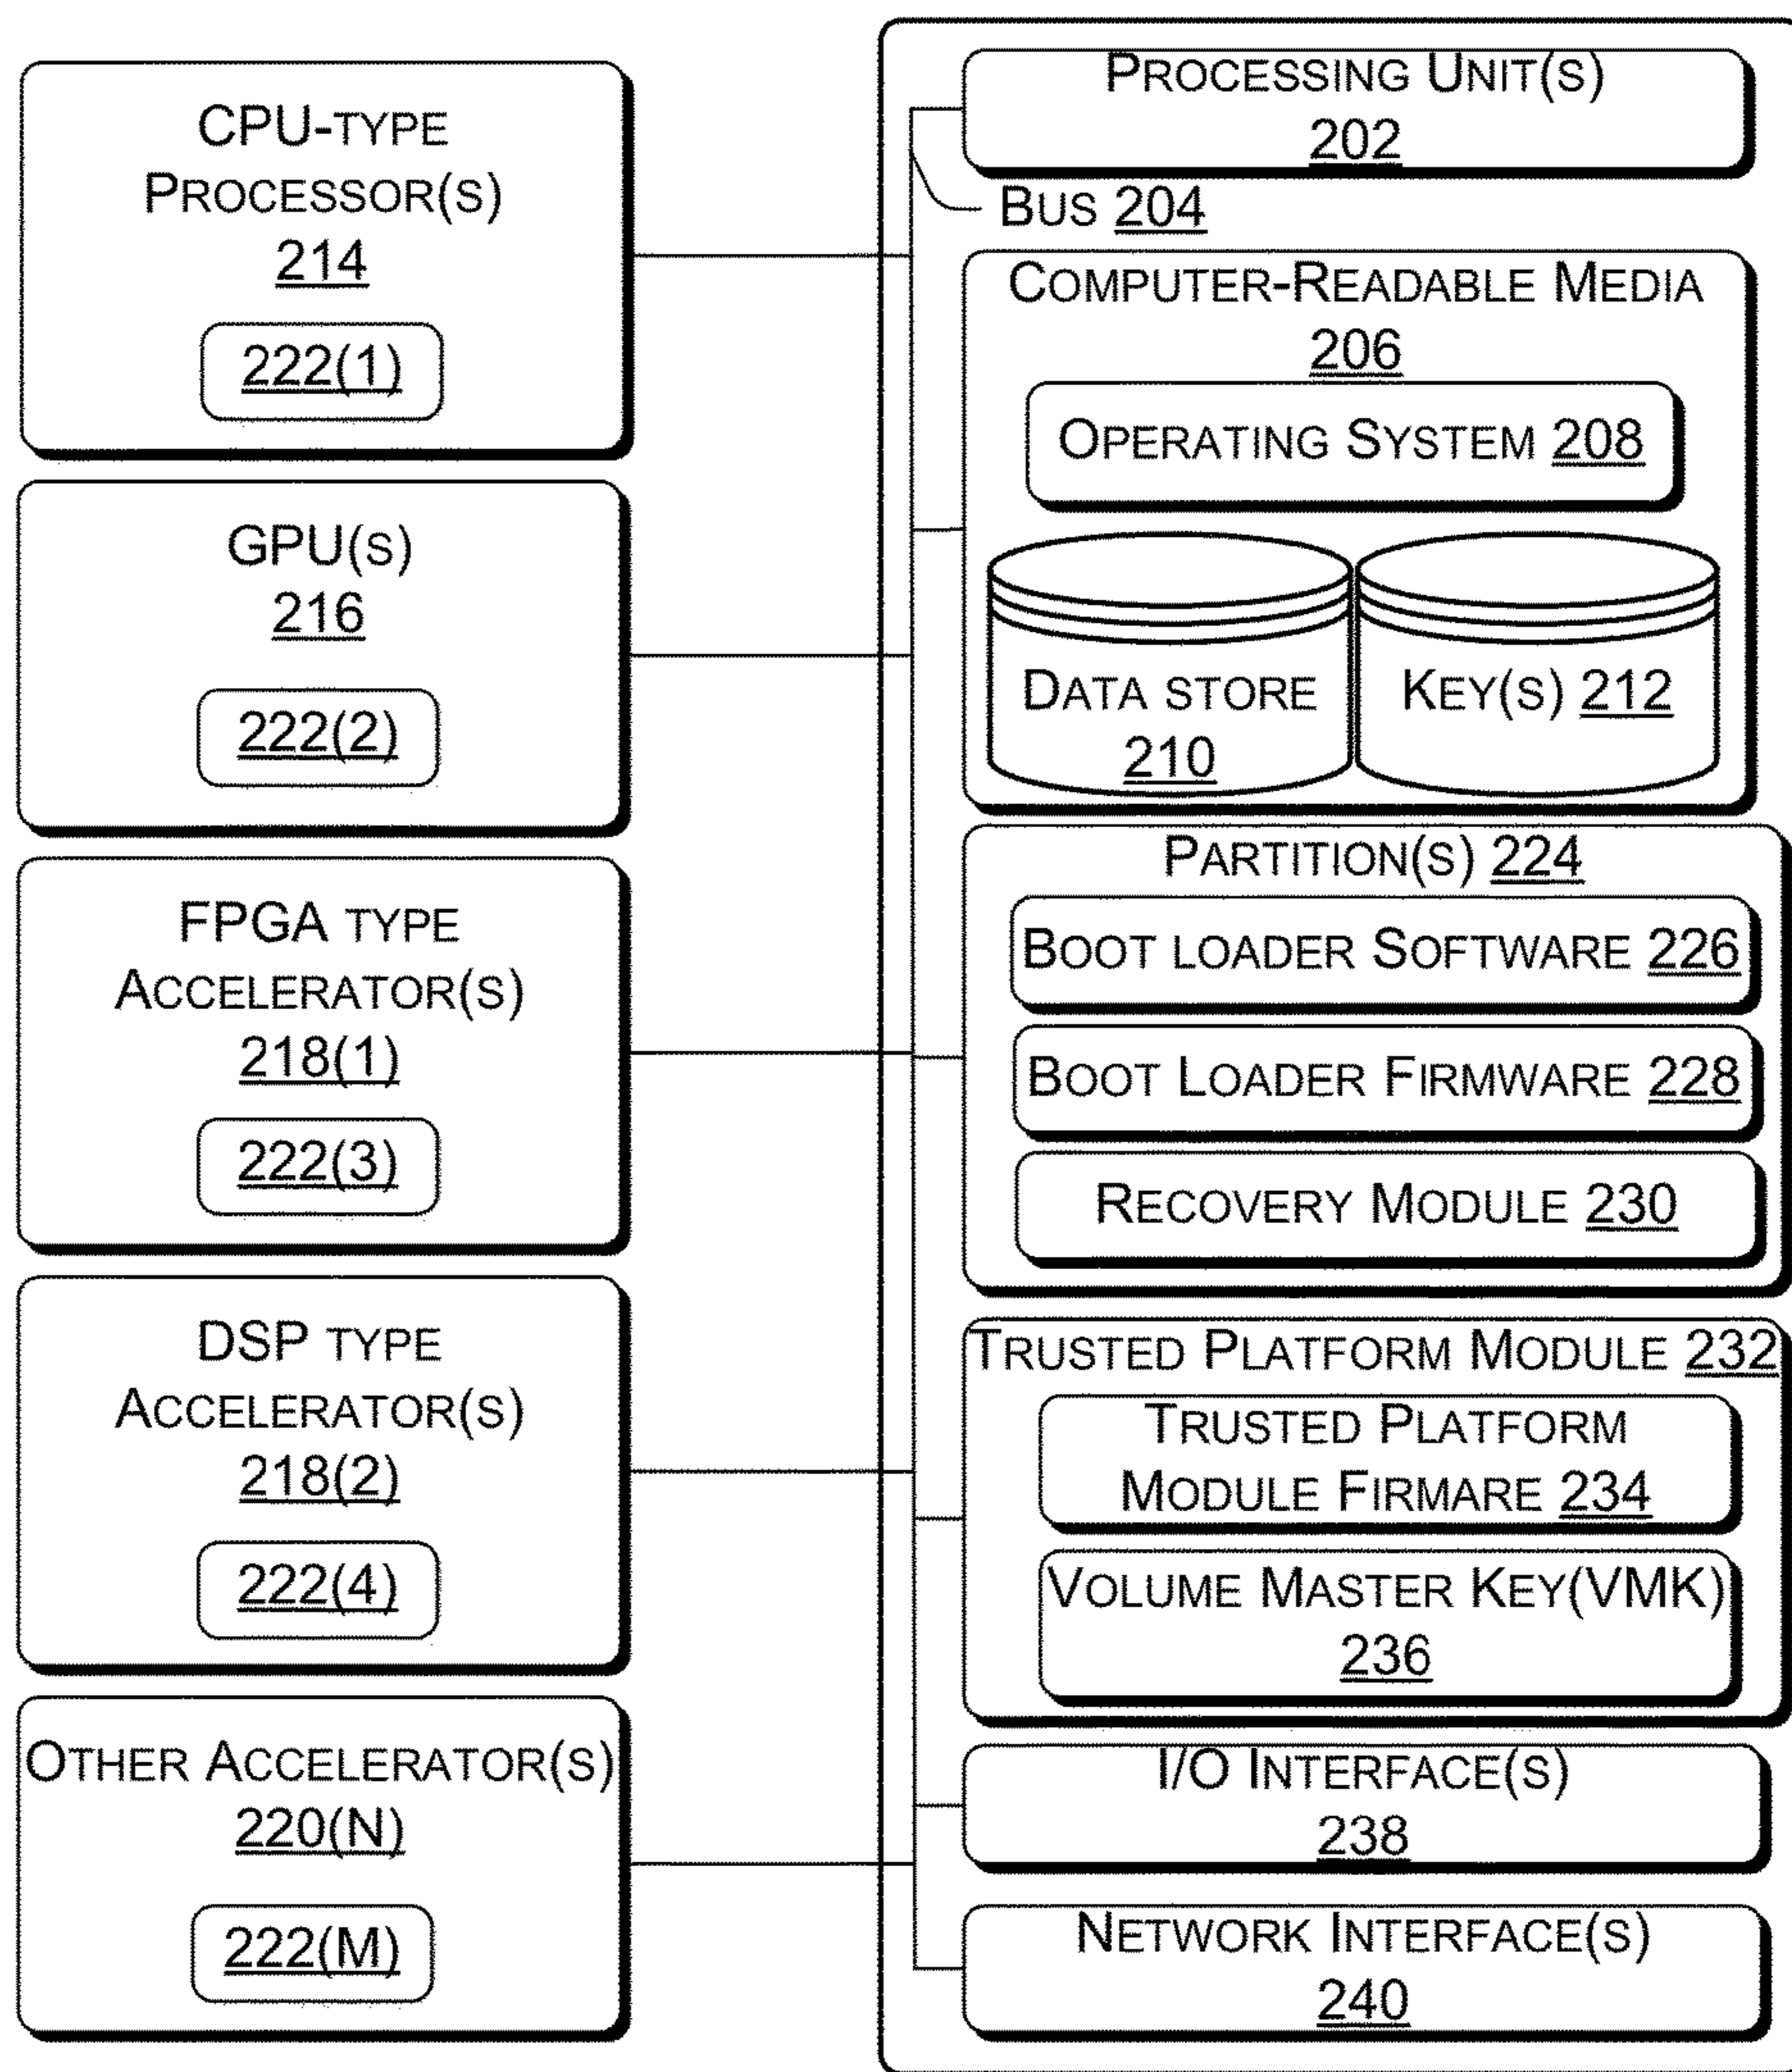 CPU-TYPE
PROCESSOR(S)
214
222(1)
GPU(S)
216
222(2)
FPGA TYPE
ACCELERATOR(S)
218(1)
222(3)
DSP TYPE
ACCELERATOR(S)
218(2)
222(4)
OTHER ACCELERATOR(S)
220(N)
222(M)
PROCESSING UNIT(S)
202
BUS 204
COMPUTER-READABLE MEDIA
206
OPERATING SYSTEM 208
DATA STORE
210
KEY(S) 212
PARTITION(S) 224
BOOT LOADER SOFTWARE 226
BOOT LOADER FIRMWARE 228
RECOVERY MODULE 230
TRUSTED PLATFORM MODULE 232
TRUSTED PLATFORM
MODULE FIRMARE 234
VOLUME MASTER KEY(VMK)
236
I/O INTERFACE(S)
238
NETWORK INTERFACE(S)
240